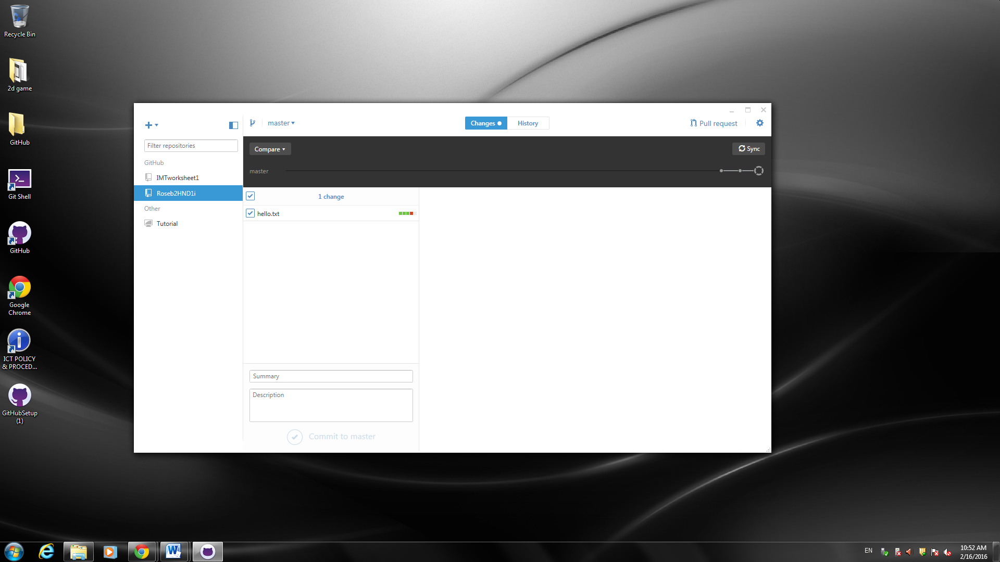 Recycle Bin
2d game
GitHub
Git Shell
GitHub
Google
Chrome
ICT POLICY
& PROCED...
GitHubSetup
(1)
master
Changes
History
Pull request
Filter repositories
GitHub
IMTworksheet1
Roseb2HND1i
Other
Tutorial
Compare
Sync
master
1 change
hello.txt
Summary
Description
Commit to master
EN
10:52 AM
2/16/2016